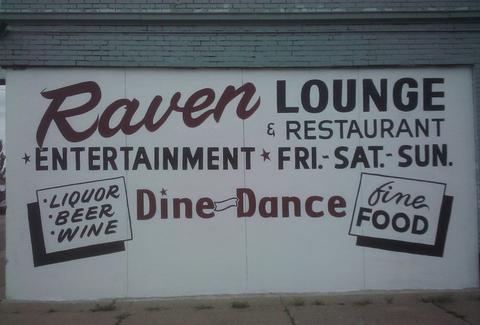 Raven LOUNGE
& RESTAURANT
★ENTERTAINMENT★FRI.-SAT.-SUN.
·LIQUOR
·BEER
·WINE
Dine Dance
fine
FOOD